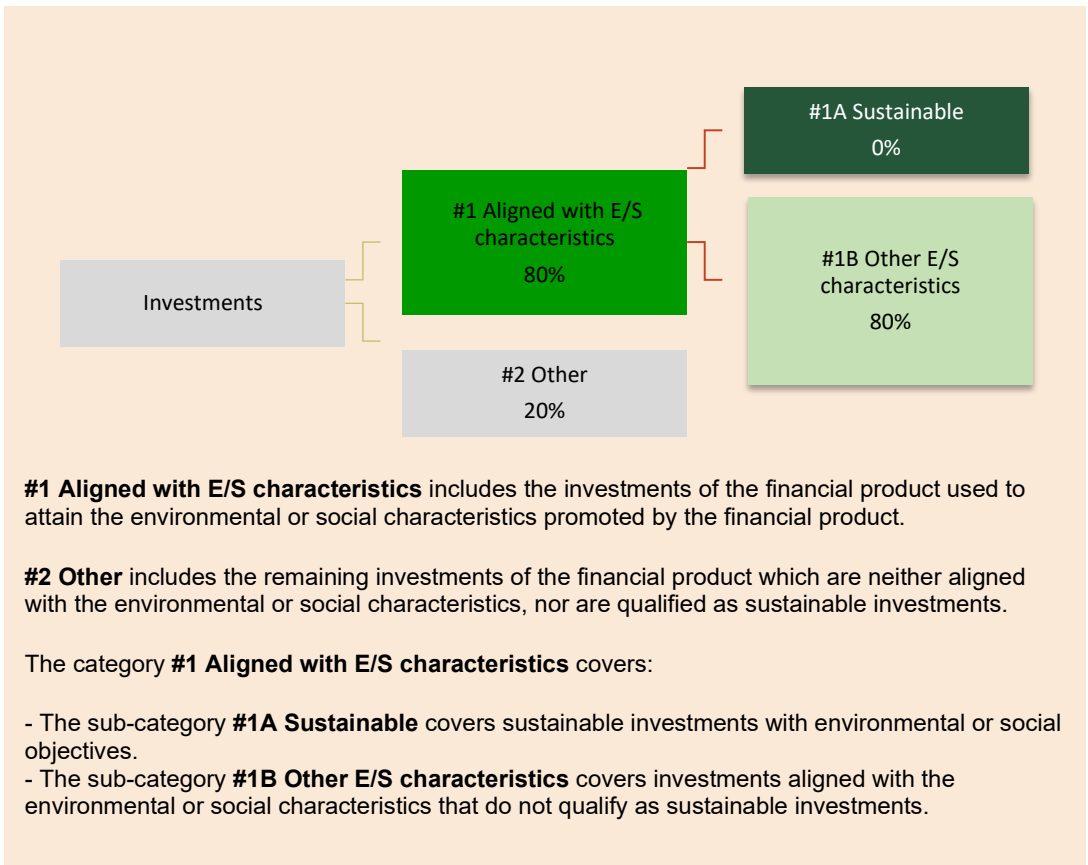 #1A Sustainable
0%
#1 Aligned with E/S
characteristics
80%
#1B Other E/S
characteristics
80%
Investments
#2 Other
20%
#1 Aligned with E/S characteristics includes the investments of the financial product used to
attain the environmental or social characteristics promoted by the financial product.
#2 Other includes the remaining investments of the financial product which are neither aligned
with the environmental or social characteristics, nor are qualified as sustainable investments.
The category #1 Aligned with E/S characteristics covers:
- The sub-category #1A Sustainable covers sustainable investments with environmental or social
objectives.
- The sub-category #1B Other E/S characteristics covers investments aligned with the
environmental or social characteristics that do not qualify as sustainable investments.